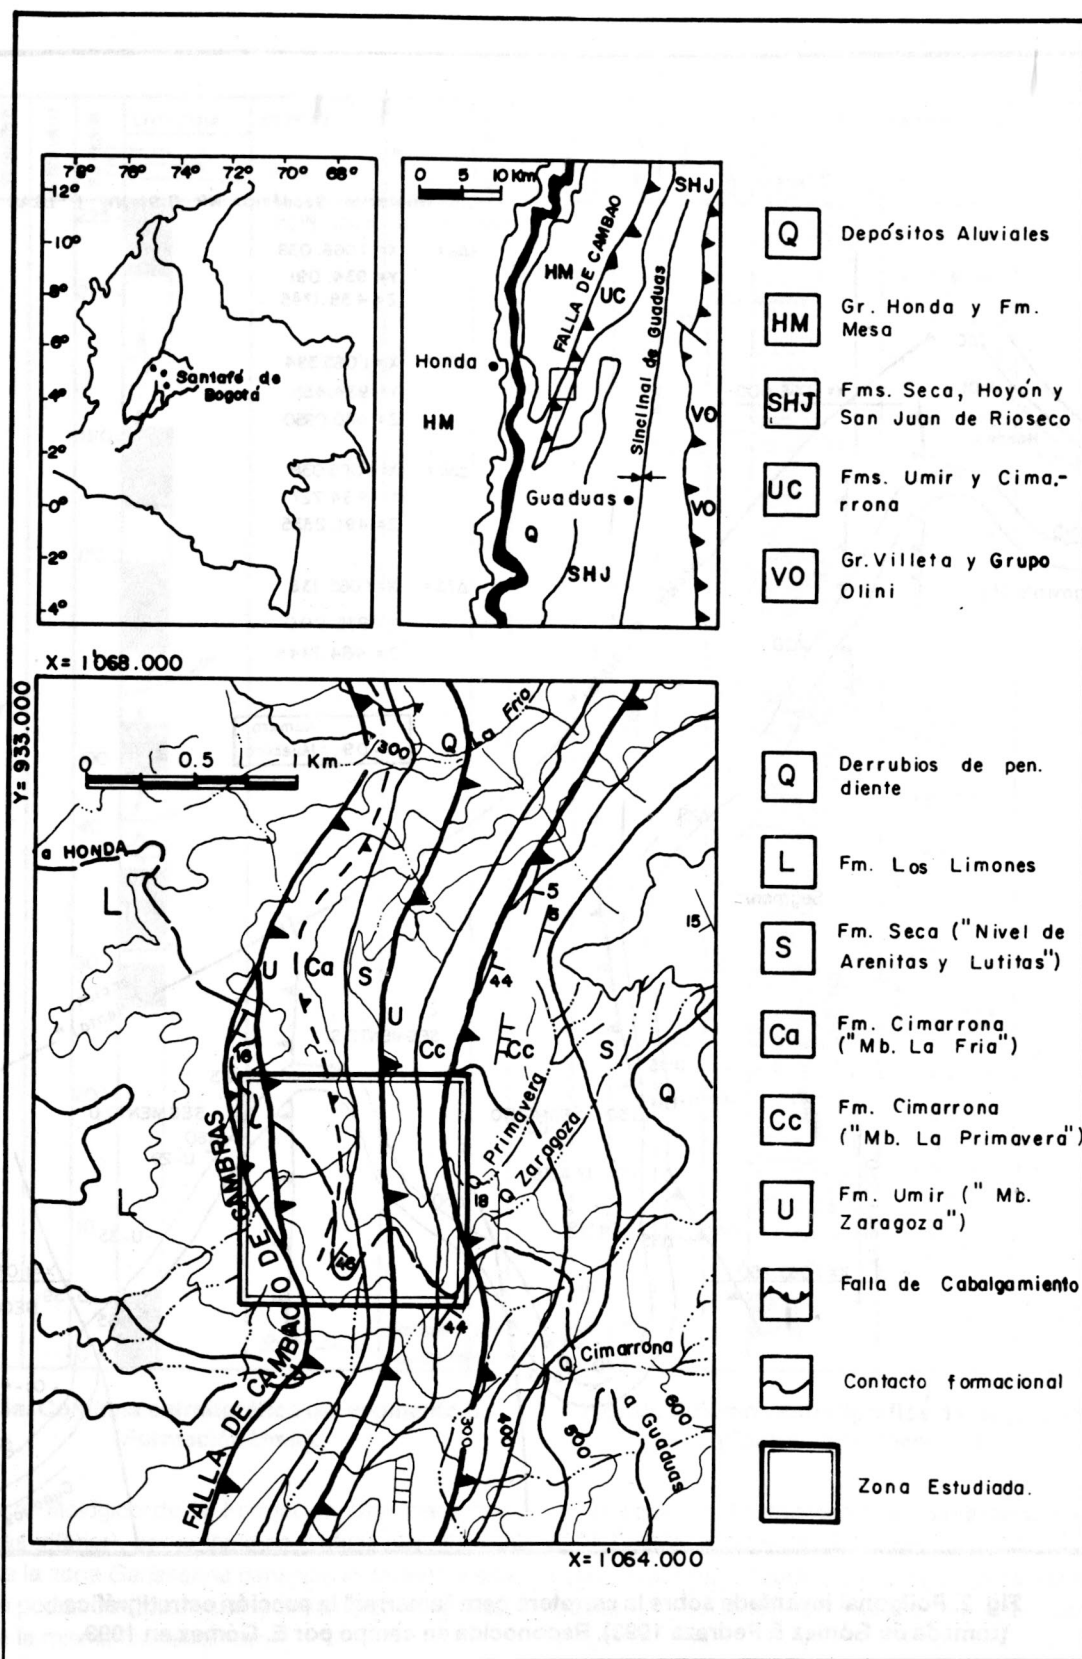 78° 76° 74° 72° 70° 68°
12°
10°
8°
6°
4°
2°
0°
2°
4°
Santafé de
Bogotá
0 5 10 Km
SHJ
HM
FALLA DE CAMBAO
UC
Honda
Sinclinal de Guaduas
HM
VO
Guaduas
VO
Q
SHJ
Q Depósitos Aluviales
HM Gr. Honda y Fm.
Mesa
SHJ Fms. Seca, Hoyón y
San Juan de Rioseco
UC Fms. Umir y Cima,-
rrona
VO Gr. Villeta y Grupo
Olini
X= 1'068.000
Y= 933.000
300
Q La Fria
0 0.5 1 Km
a HONDA
L
5
15
U
Ca
S
44
U
Cc
Cc
S
16
Q
Q Primavera
Q Zaragoza
18
L
46
44
Q Cimarrona
FALLA DE CAMBAO O DE CAMBRAS
300
400
500
600
a Guaduas
X= 1'064.000
Q Derrubios de pen.
diente
L Fm. Los Limones
S Fm. Seca ("Nivel de
Arenitas y Lutitas")
Ca Fm. Cimarrona
("Mb. La Fria")
Cc Fm. Cimarrona
("Mb. La Primavera")
U Fm. Umir (" Mb.
Zaragoza")
Falla de Cabalgamiento
Contacto formacional
Zona Estudiada.